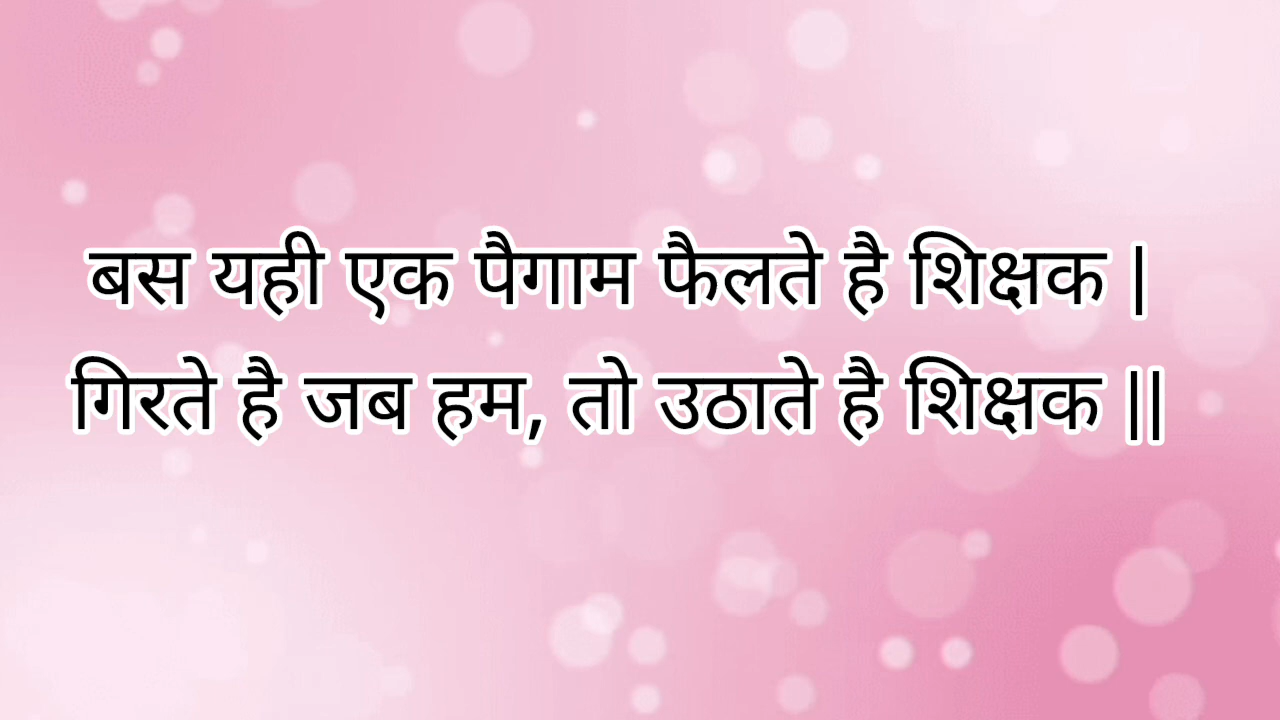 बस यही एक पैगाम फैलते है शिक्षक |
गिरते है जब हम, तो उठाते है शिक्षक ||